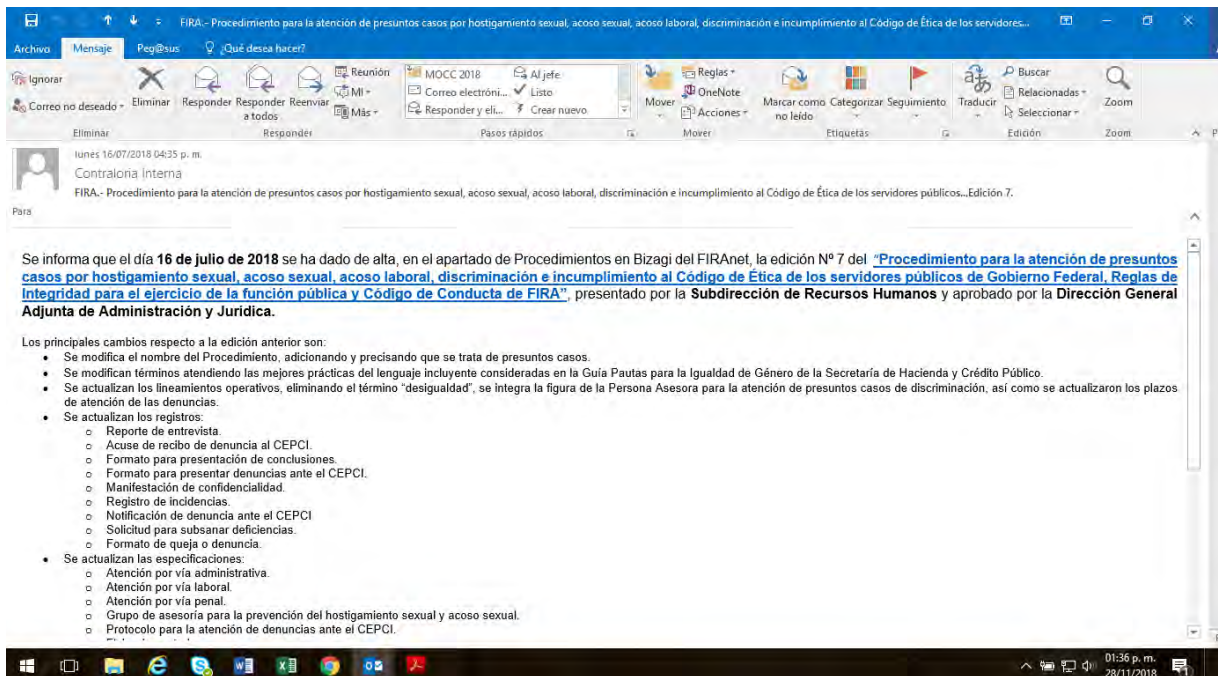 FIRA.- Procedimiento para la atención de presuntos casos por hostigamiento sexual, acoso sexual, acoso laboral, discriminación e incumplimiento al Código de Ética de los servidores...
Archivo Mensaje Peg@sus ¿Qué desea hacer?
Ignorar
Correo no deseado
Eliminar
Responder
Responder a todos
Reenviar
Reunión
MI
Más
MOCC 2018
Correo electróni...
Responder y eli...
Al jefe
Listo
Crear nuevo
Mover
Reglas
OneNote
Acciones
Marcar como no leído
Categorizar
Seguimiento
Traducir
Buscar
Relacionadas
Seleccionar
Zoom
Eliminar Responder Pasos rápidos Mover Etiquetas Edición Zoom
lunes 16/07/2018 04:35 p. m.
Contraloria Interna
FIRA.- Procedimiento para la atención de presuntos casos por hostigamiento sexual, acoso sexual, acoso laboral, discriminación e incumplimiento al Código de Ética de los servidores públicos...Edición 7.
Para
Se informa que el día 16 de julio de 2018 se ha dado de alta, en el apartado de Procedimientos en Bizagi del FIRAnet, la edición Nº 7 del "Procedimiento para la atención de presuntos
casos por hostigamiento sexual, acoso sexual, acoso laboral, discriminación e incumplimiento al Código de Ética de los servidores públicos de Gobierno Federal, Reglas de
Integridad para el ejercicio de la función pública y Código de Conducta de FIRA", presentado por la Subdirección de Recursos Humanos y aprobado por la Dirección General
Adjunta de Administración y Jurídica.
Los principales cambios respecto a la edición anterior son:
• Se modifica el nombre del Procedimiento, adicionando y precisando que se trata de presuntos casos.
• Se modifican términos atendiendo las mejores prácticas del lenguaje incluyente consideradas en la Guía Pautas para la Igualdad de Género de la Secretaría de Hacienda y Crédito Público.
• Se actualizan los lineamientos operativos, eliminando el término "desigualdad", se integra la figura de la Persona Asesora para la atención de presuntos casos de discriminación, así como se actualizaron los plazos
de atención de las denuncias.
• Se actualizan los registros:
o Reporte de entrevista.
o Acuse de recibo de denuncia al CEPCI.
o Formato para presentación de conclusiones.
o Formato para presentar denuncias ante el CEPCI.
o Manifestación de confidencialidad.
o Registro de incidencias.
o Notificación de denuncia ante el CEPCI
o Solicitud para subsanar deficiencias.
o Formato de queja o denuncia.
• Se actualizan las especificaciones:
o Atención por vía administrativa.
o Atención por vía laboral.
o Atención por vía penal.
o Grupo de asesoría para la prevención del hostigamiento sexual y acoso sexual.
o Protocolo para la atención de denuncias ante el CEPCI.
01:36 p. m.
28/11/2018